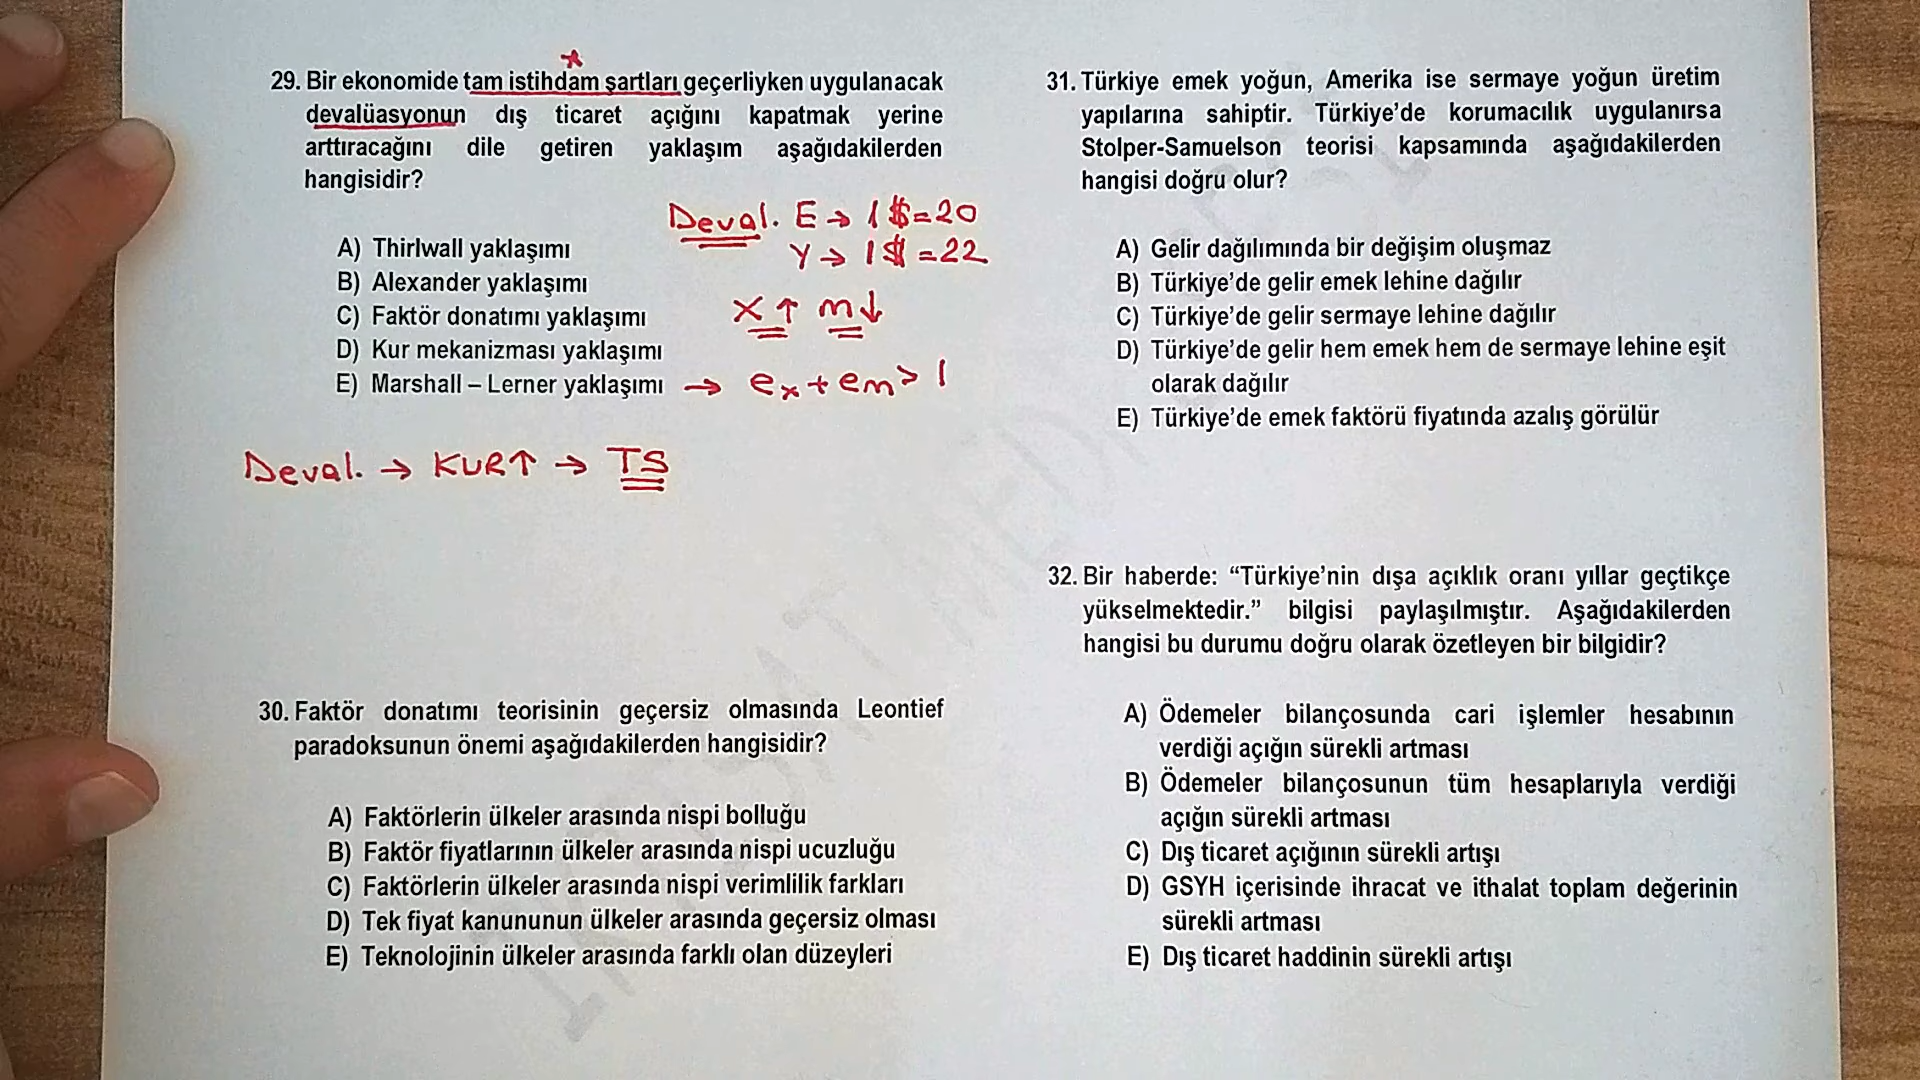 29. Bir ekonomide tam istihdam şartları geçerliyken uygulanacak
devalüasyonun dış ticaret açığını kapatmak yerine
arttıracağını dile getiren yaklaşım aşağıdakilerden
hangisidir?
Deval. E → 1$=20
Y → 1$=22
A) Thirlwall yaklaşımı
B) Alexander yaklaşımı
C) Faktör donatımı yaklaşımı
x↑ m↓
D) Kur mekanizması yaklaşımı
E) Marshall – Lerner yaklaşımı → ex+em>1
Deval. → KUR↑ → TS
30. Faktör donatımı teorisinin geçersiz olmasında Leontief
paradoksunun önemi aşağıdakilerden hangisidir?
A) Faktörlerin ülkeler arasında nispi bolluğu
B) Faktör fiyatlarının ülkeler arasında nispi ucuzluğu
C) Faktörlerin ülkeler arasında nispi verimlilik farkları
D) Tek fiyat kanununun ülkeler arasında geçersiz olması
E) Teknolojinin ülkeler arasında farklı olan düzeyleri
31. Türkiye emek yoğun, Amerika ise sermaye yoğun üretim
yapılarına sahiptir. Türkiye’de korumacılık uygulanırsa
Stolper-Samuelson teorisi kapsamında aşağıdakilerden
hangisi doğru olur?
A) Gelir dağılımında bir değişim oluşmaz
B) Türkiye’de gelir emek lehine dağılır
C) Türkiye’de gelir sermaye lehine dağılır
D) Türkiye’de gelir hem emek hem de sermaye lehine eşit
olarak dağılır
E) Türkiye’de emek faktörü fiyatında azalış görülür
32. Bir haberde: “Türkiye’nin dışa açıklık oranı yıllar geçtikçe
yükselmektedir.” bilgisi paylaşılmıştır. Aşağıdakilerden
hangisi bu durumu doğru olarak özetleyen bir bilgidir?
A) Ödemeler bilançosunda cari işlemler hesabının
verdiği açığın sürekli artması
B) Ödemeler bilançosunun tüm hesaplarıyla verdiği
açığın sürekli artması
C) Dış ticaret açığının sürekli artışı
D) GSYH içerisinde ihracat ve ithalat toplam değerinin
sürekli artması
E) Dış ticaret haddinin sürekli artışı